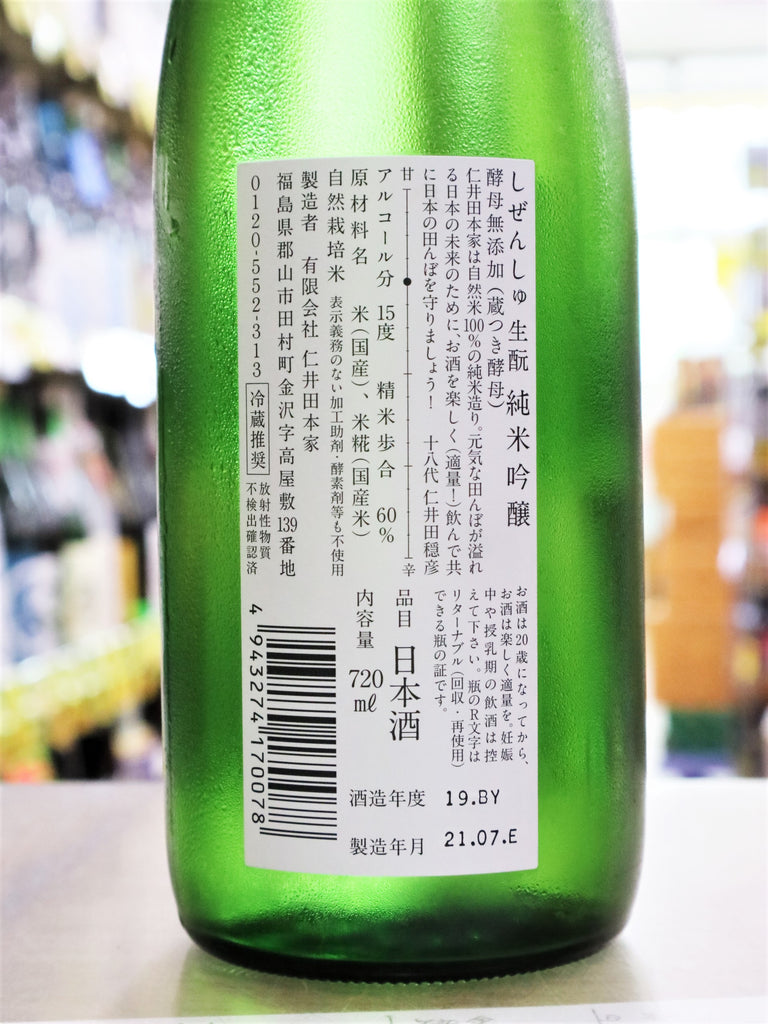 しぜんしゅ生酛 純米吟醸
酵母無添加(蔵つき酵母)
仁井田本家は自然米100%の純米造り。元気な田んぼが溢れ
る日本の未来のために、お酒を楽しく(適量!)飲んで共
に日本の田んぼを守りましょう! 十八代 仁井田穏彦
甘 辛
アルコール分 15度 精米歩合 60%
原材料名 米(国産)、米糀(国産米)
自然栽培米 表示義務のない加工助剤・酵素剤等も不使用
製造者 有限会社 仁井田本家
福島県郡山市田村町金沢字高屋敷139番地
0120-552-313 冷蔵推奨
放射性物質
不検出確認済
お酒は20歳になってから、
お酒は楽しく適量を。妊娠
中や授乳期の飲酒は控
えて下さい。瓶のR文字は
リターナブル(回収・再使用)
できる瓶の証です。
品目 日本酒
内容量 720㎖
4943274170078
酒造年度 19.BY
製造年月 21.07.E